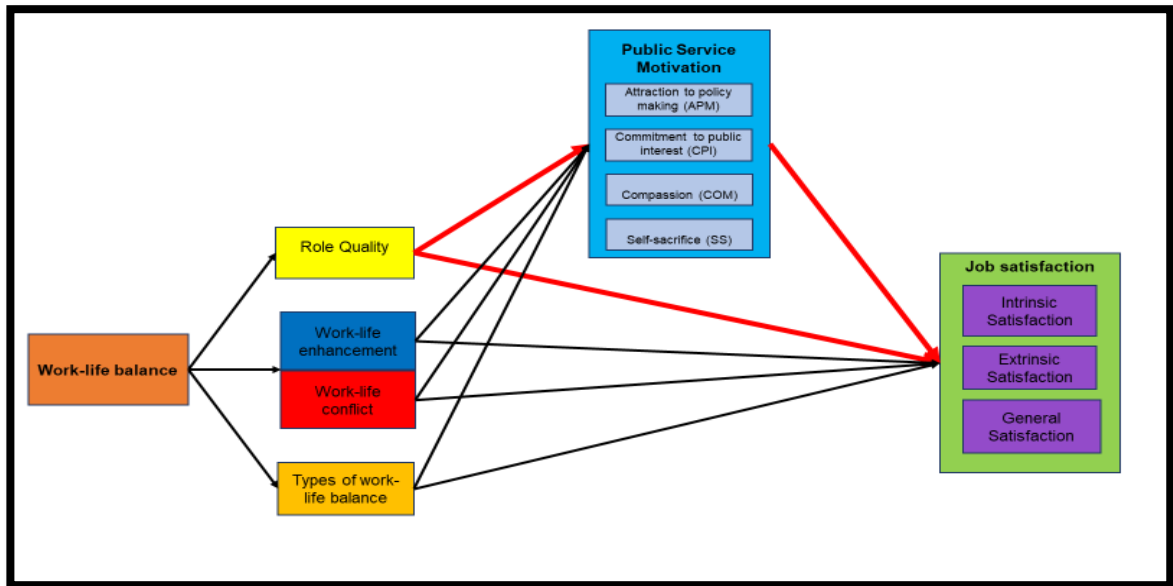 Public Service
Motivation
Attraction to policy
making (APM)
Commitment to public
interest (CPI)
Compassion (COM)
Self-sacrifice (SS)
Role Quality
Work-life
enhancement
Work-life balance
Work-life
conflict
Types of work-
life balance
Job satisfaction
Intrinsic
Satisfaction
Extrinsic
Satisfaction
General
Satisfaction